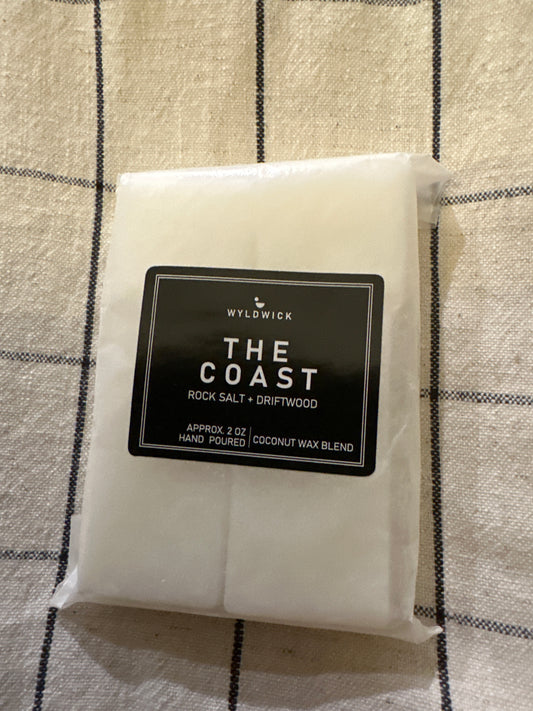 WYLDWICK
THE
COAST
ROCK SALT + DRIFTWOOD
APPROX. 2 OZ
HAND POURED
COCONUT WAX BLEND